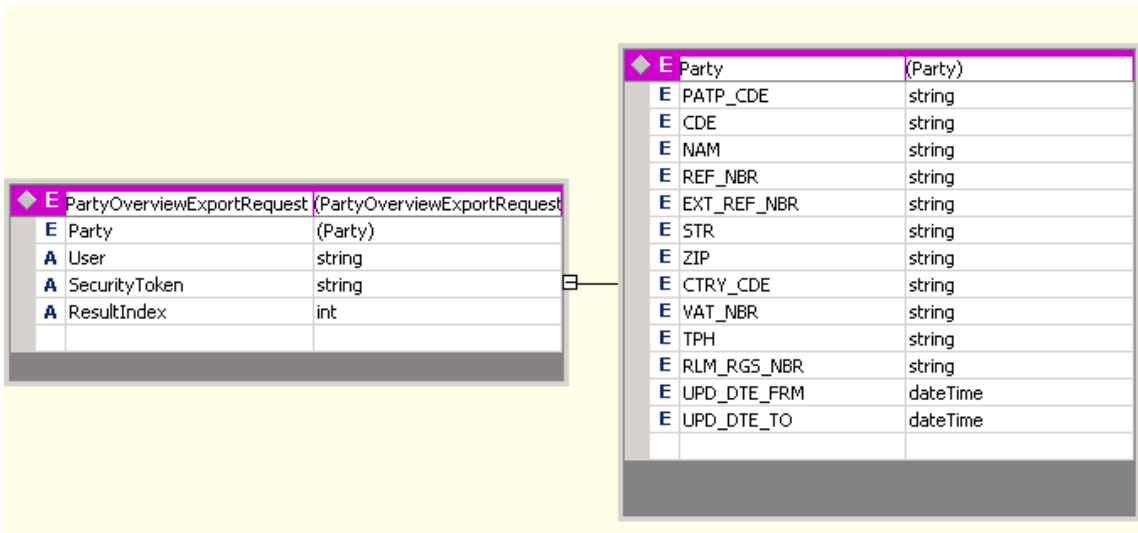 E PartyOverviewExportRequest (PartyOverviewExportRequest
E Party (Party)
A User string
A SecurityToken string
A ResultIndex int
E Party (Party)
E PATP_CDE string
E CDE string
E NAM string
E REF_NBR string
E EXT_REF_NBR string
E STR string
E ZIP string
E CTRY_CDE string
E VAT_NBR string
E TPH string
E RLM_RGS_NBR string
E UPD_DTE_FRM dateTime
E UPD_DTE_TO dateTime